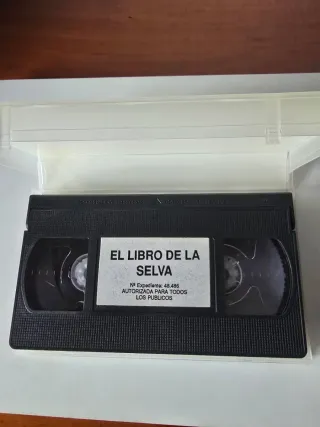 EL LIBRO DE LA
SELVA
Nº Expediente: 48.486
AUTORIZADA PARA TODOS
LOS PUBLICOS